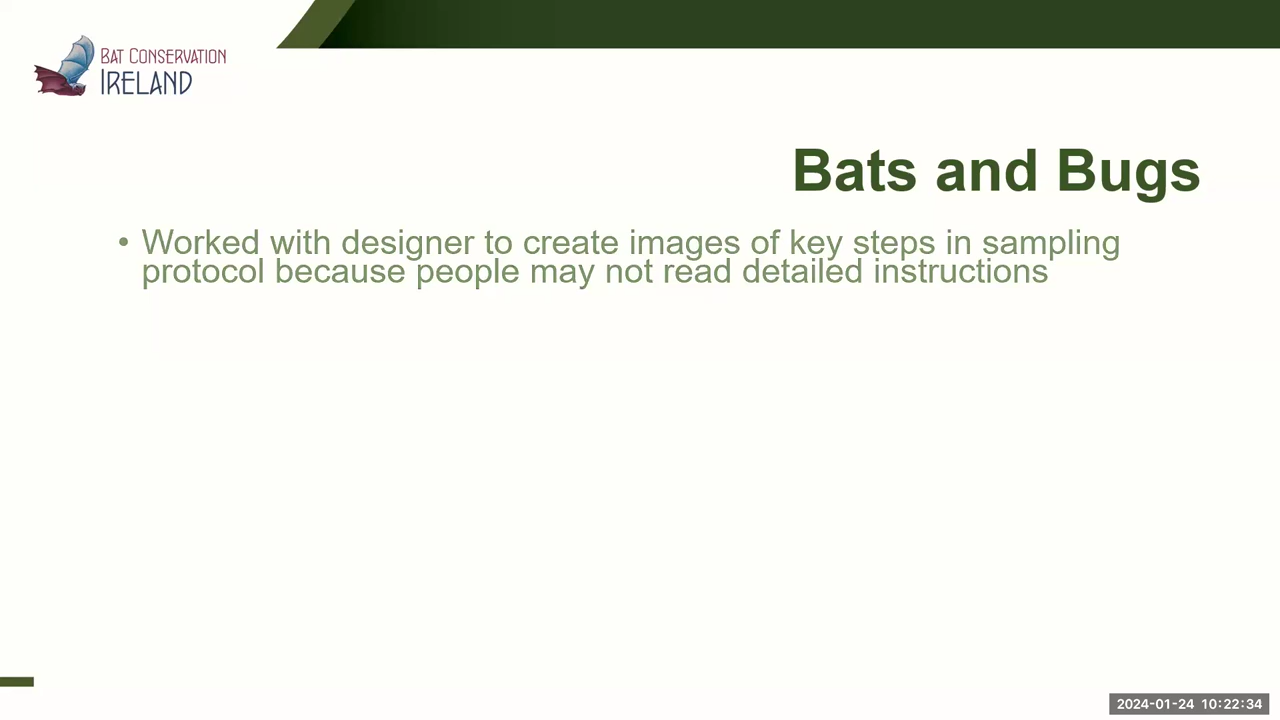 BAT CONSERVATION
IRELAND
Bats and Bugs
• Worked with designer to create images of key steps in sampling
protocol because people may not read detailed instructions
2024-01-24 10:22:34